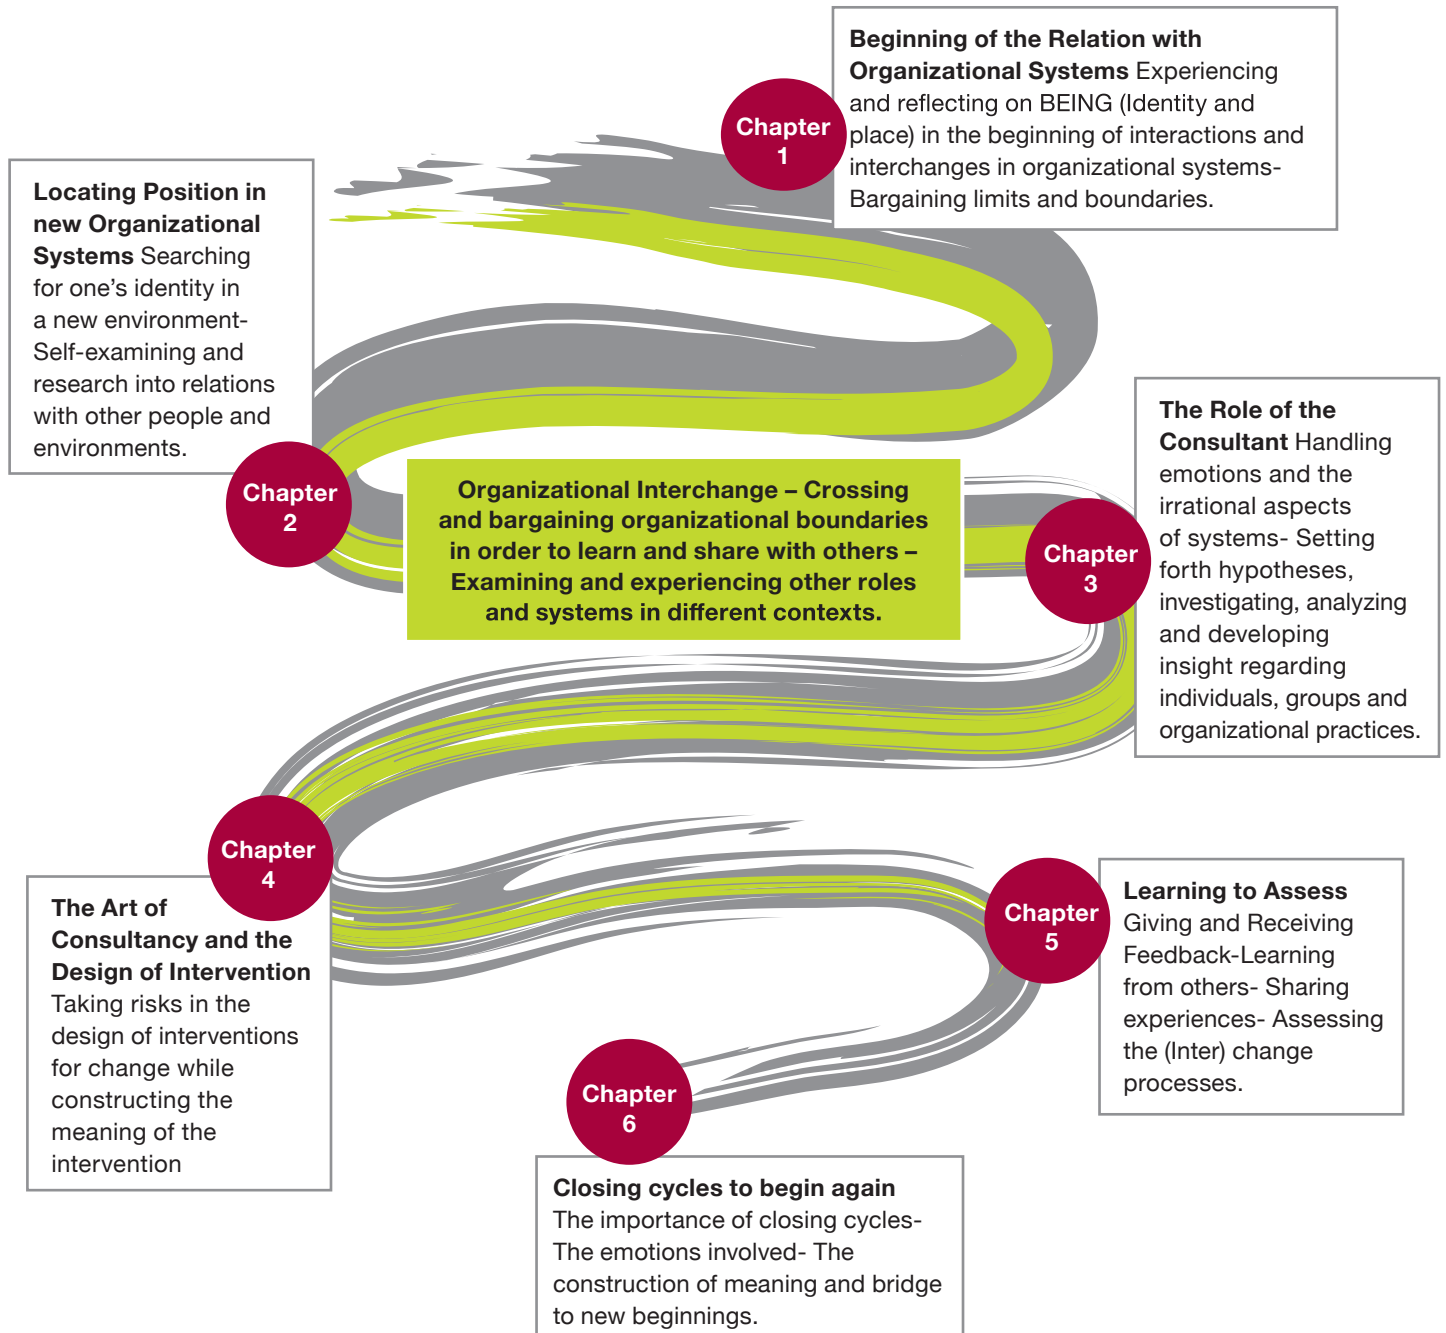 Chapter
1
Beginning of the Relation with
Organizational Systems Experiencing
and reflecting on BEING (Identity and
place) in the beginning of interactions and
interchanges in organizational systems-
Bargaining limits and boundaries.
Locating Position in
new Organizational
Systems Searching
for one’s identity in
a new environment-
Self-examining and
research into relations
with other people and
environments.
Chapter
2
Organizational Interchange – Crossing
and bargaining organizational boundaries
in order to learn and share with others –
Examining and experiencing other roles
and systems in different contexts.
Chapter
3
The Role of the
Consultant Handling
emotions and the
irrational aspects
of systems- Setting
forth hypotheses,
investigating, analyzing
and developing
insight regarding
individuals, groups and
organizational practices.
Chapter
4
The Art of
Consultancy and the
Design of Intervention
Taking risks in the
design of interventions
for change while
constructing the
meaning of the
intervention
Chapter
5
Learning to Assess
Giving and Receiving
Feedback-Learning
from others- Sharing
experiences- Assessing
the (Inter) change
processes.
Chapter
6
Closing cycles to begin again
The importance of closing cycles-
The emotions involved- The
construction of meaning and bridge
to new beginnings.